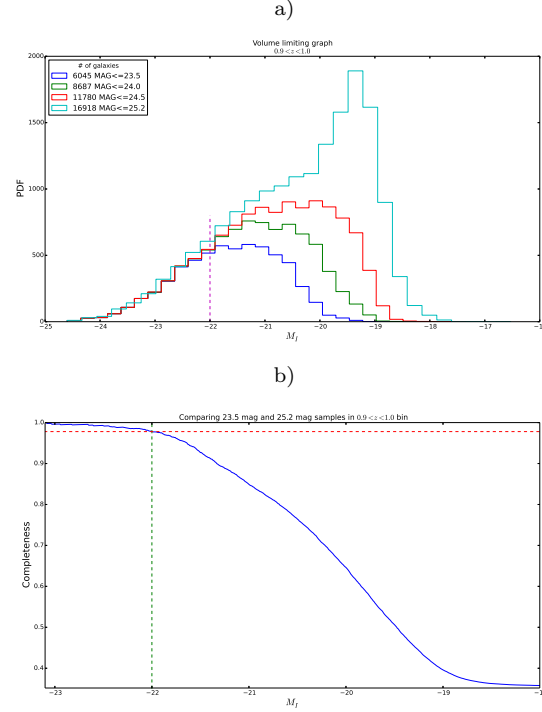 a)
Volume limiting graph
0.9 < z < 1.0
# of galaxies
6045 MAG<=23.5
8687 MAG<=24.0
11780 MAG<=24.5
16918 MAG<=25.2
PDF
2000
1500
1000
500
0
−25 −24 −23 −22 −21 −20 −19 −18 −17 −1
M_J
b)
Comparing 23.5 mag and 25.2 mag samples in 0.9 < z < 1.0 bin
Completeness
1.0
0.9
0.8
0.7
0.6
0.5
0.4
−23 −22 −21 −20 −19 −1
M_J